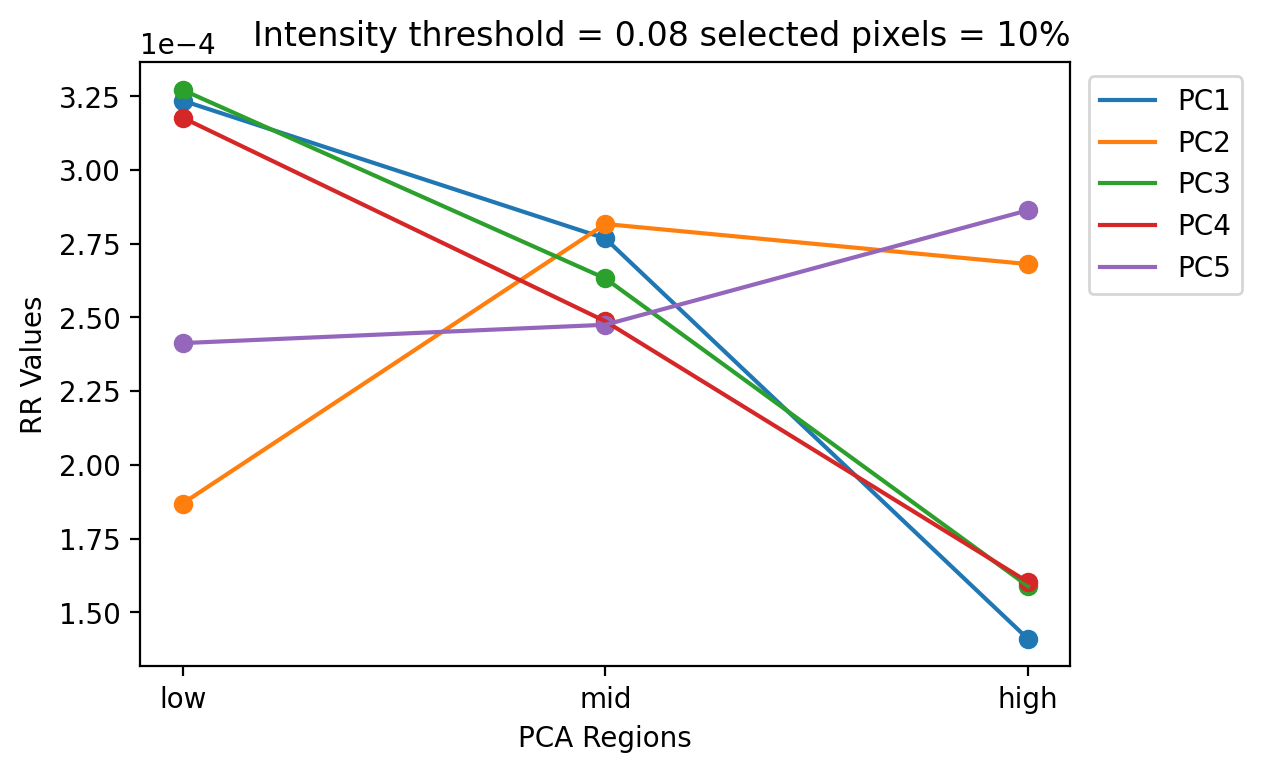 Intensity threshold = 0.08 selected pixels = 10%
1e−4
3.25
3.00
2.75
2.50
2.25
2.00
1.75
1.50
RR Values
low mid high
PCA Regions
PC1
PC2
PC3
PC4
PC5